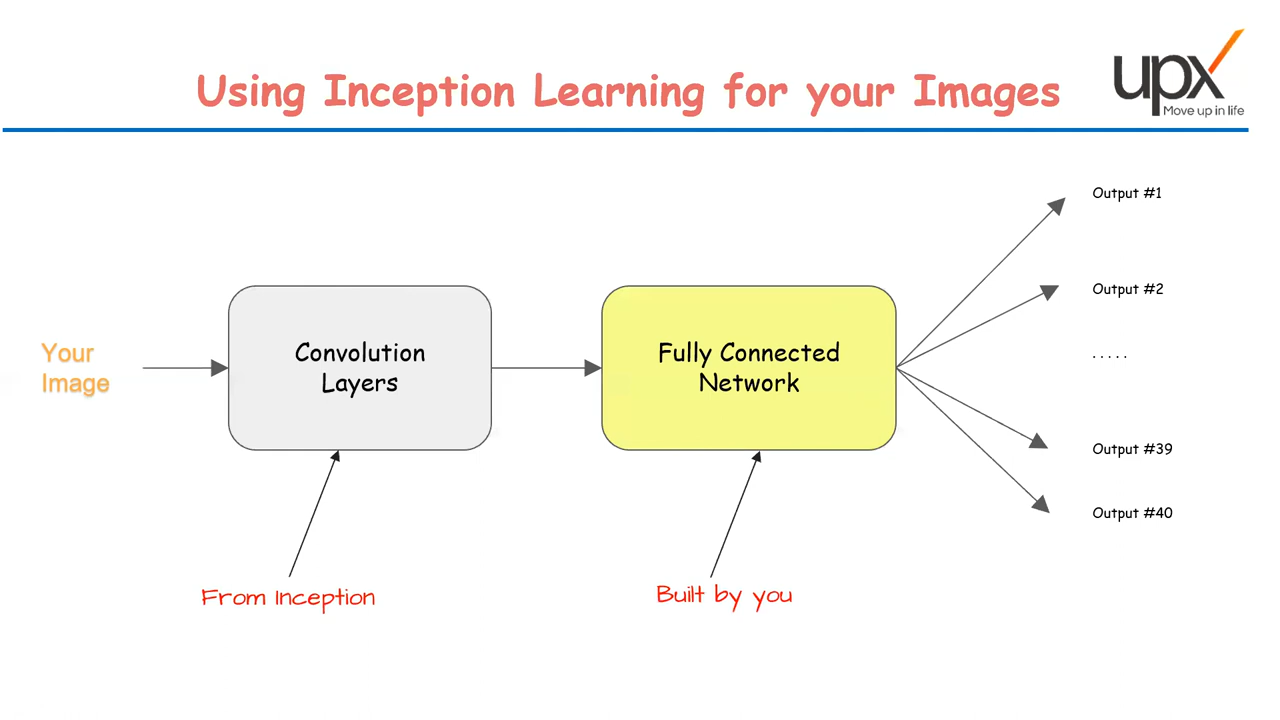 Using Inception Learning for your Images
upx
Move up in life
Output #1
Output #2
.....
Your
Image
Convolution
Layers
Fully Connected
Network
Output #39
Output #40
From Inception
Built by you